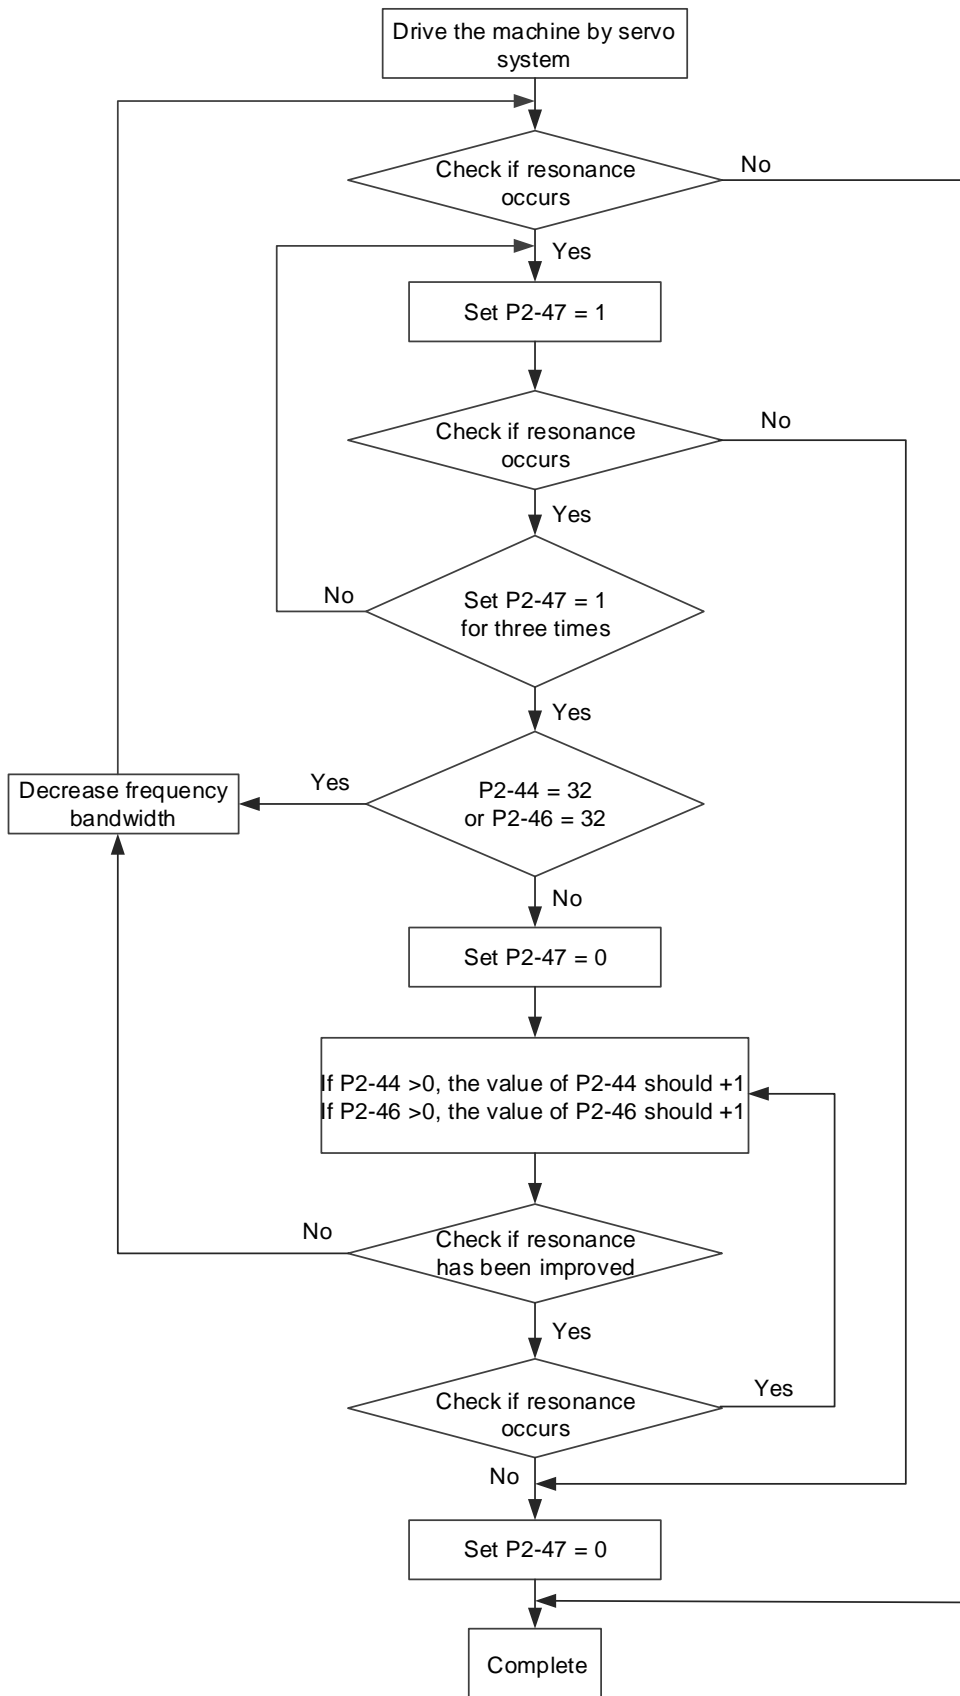 Drive the machine by servo
system
Check if resonance
occurs
No
Yes
Set P2-47 = 1
Check if resonance
occurs
No
Yes
Set P2-47 = 1
for three times
No
Yes
P2-44 = 32
or P2-46 = 32
Yes
Decrease frequency
bandwidth
No
Set P2-47 = 0
If P2-44 >0, the value of P2-44 should +1
If P2-46 >0, the value of P2-46 should +1
Check if resonance
has been improved
No
Yes
Check if resonance
occurs
Yes
No
Set P2-47 = 0
Complete